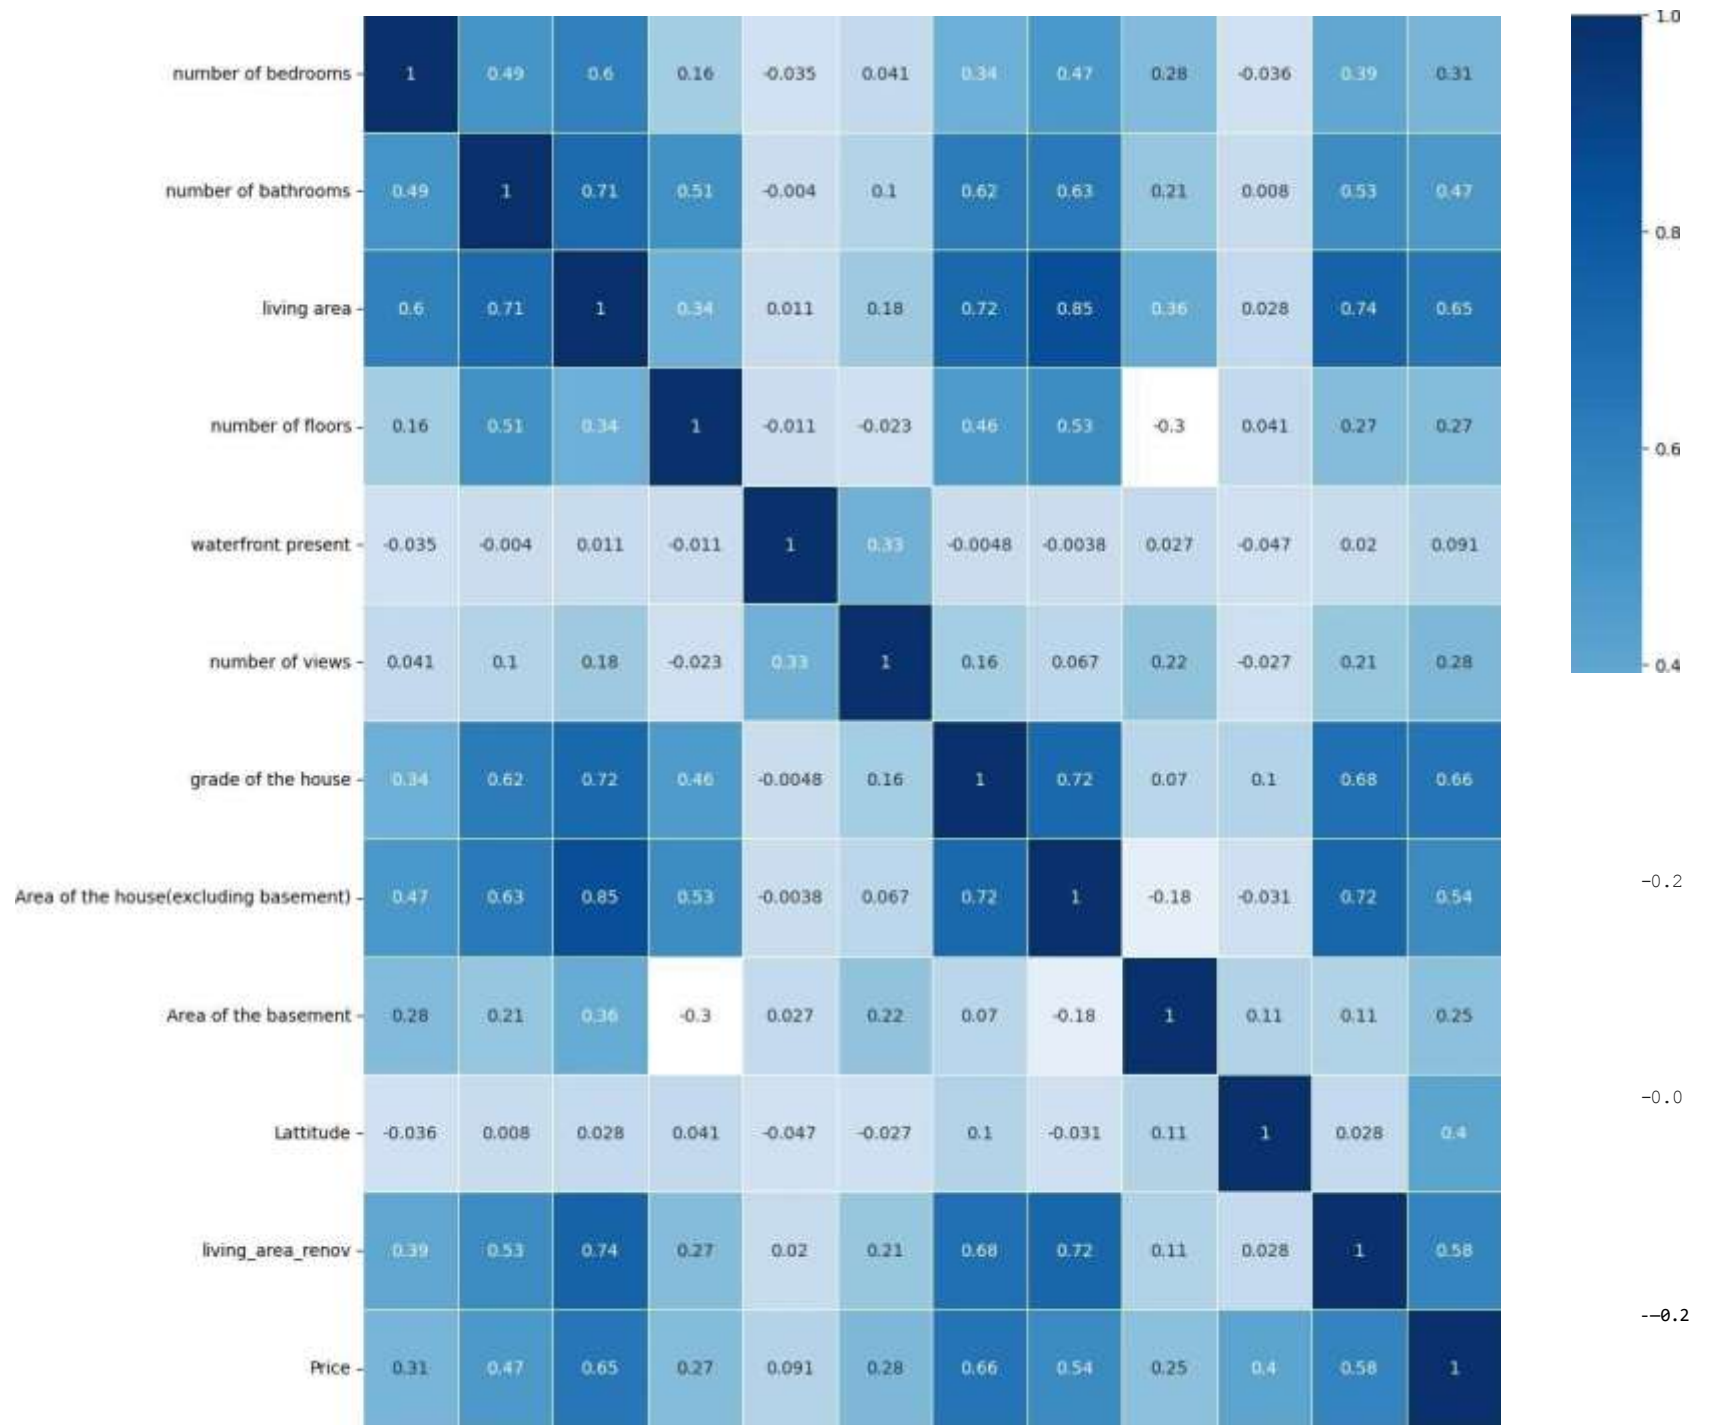 number of bedrooms 1 0.49 0.6 0.16 -0.035 0.041 0.34 0.47 0.28 -0.036 0.39 0.31
number of bathrooms 0.49 1 0.71 0.51 -0.004 0.1 0.62 0.63 0.21 0.008 0.53 0.47
living area 0.6 0.71 1 0.34 0.011 0.18 0.72 0.85 0.36 0.028 0.74 0.65
number of floors 0.16 0.51 0.34 1 -0.011 -0.023 0.46 0.53 -0.3 0.041 0.27 0.27
waterfront present -0.035 -0.004 0.011 -0.011 1 0.33 -0.0048 -0.0038 0.027 -0.047 0.02 0.091
number of views 0.041 0.1 0.18 -0.023 0.33 1 0.16 0.067 0.22 -0.027 0.21 0.28
grade of the house 0.34 0.62 0.72 0.46 -0.0048 0.16 1 0.72 0.07 0.1 0.68 0.66
Area of the house(excluding basement) 0.47 0.63 0.85 0.53 -0.0038 0.067 0.72 1 -0.18 -0.031 0.72 0.54
Area of the basement 0.28 0.21 0.36 -0.3 0.027 0.22 0.07 -0.18 1 0.11 0.11 0.25
Lattitude -0.036 0.008 0.028 0.041 -0.047 -0.027 0.1 -0.031 0.11 1 0.028 0.4
living_area_renov 0.39 0.53 0.74 0.27 0.02 0.21 0.68 0.72 0.11 0.028 1 0.58
Price 0.31 0.47 0.65 0.27 0.091 0.28 0.66 0.54 0.25 0.4 0.58 1
1.0
0.8
0.6
0.4
-0.2
-0.0
-–0.2